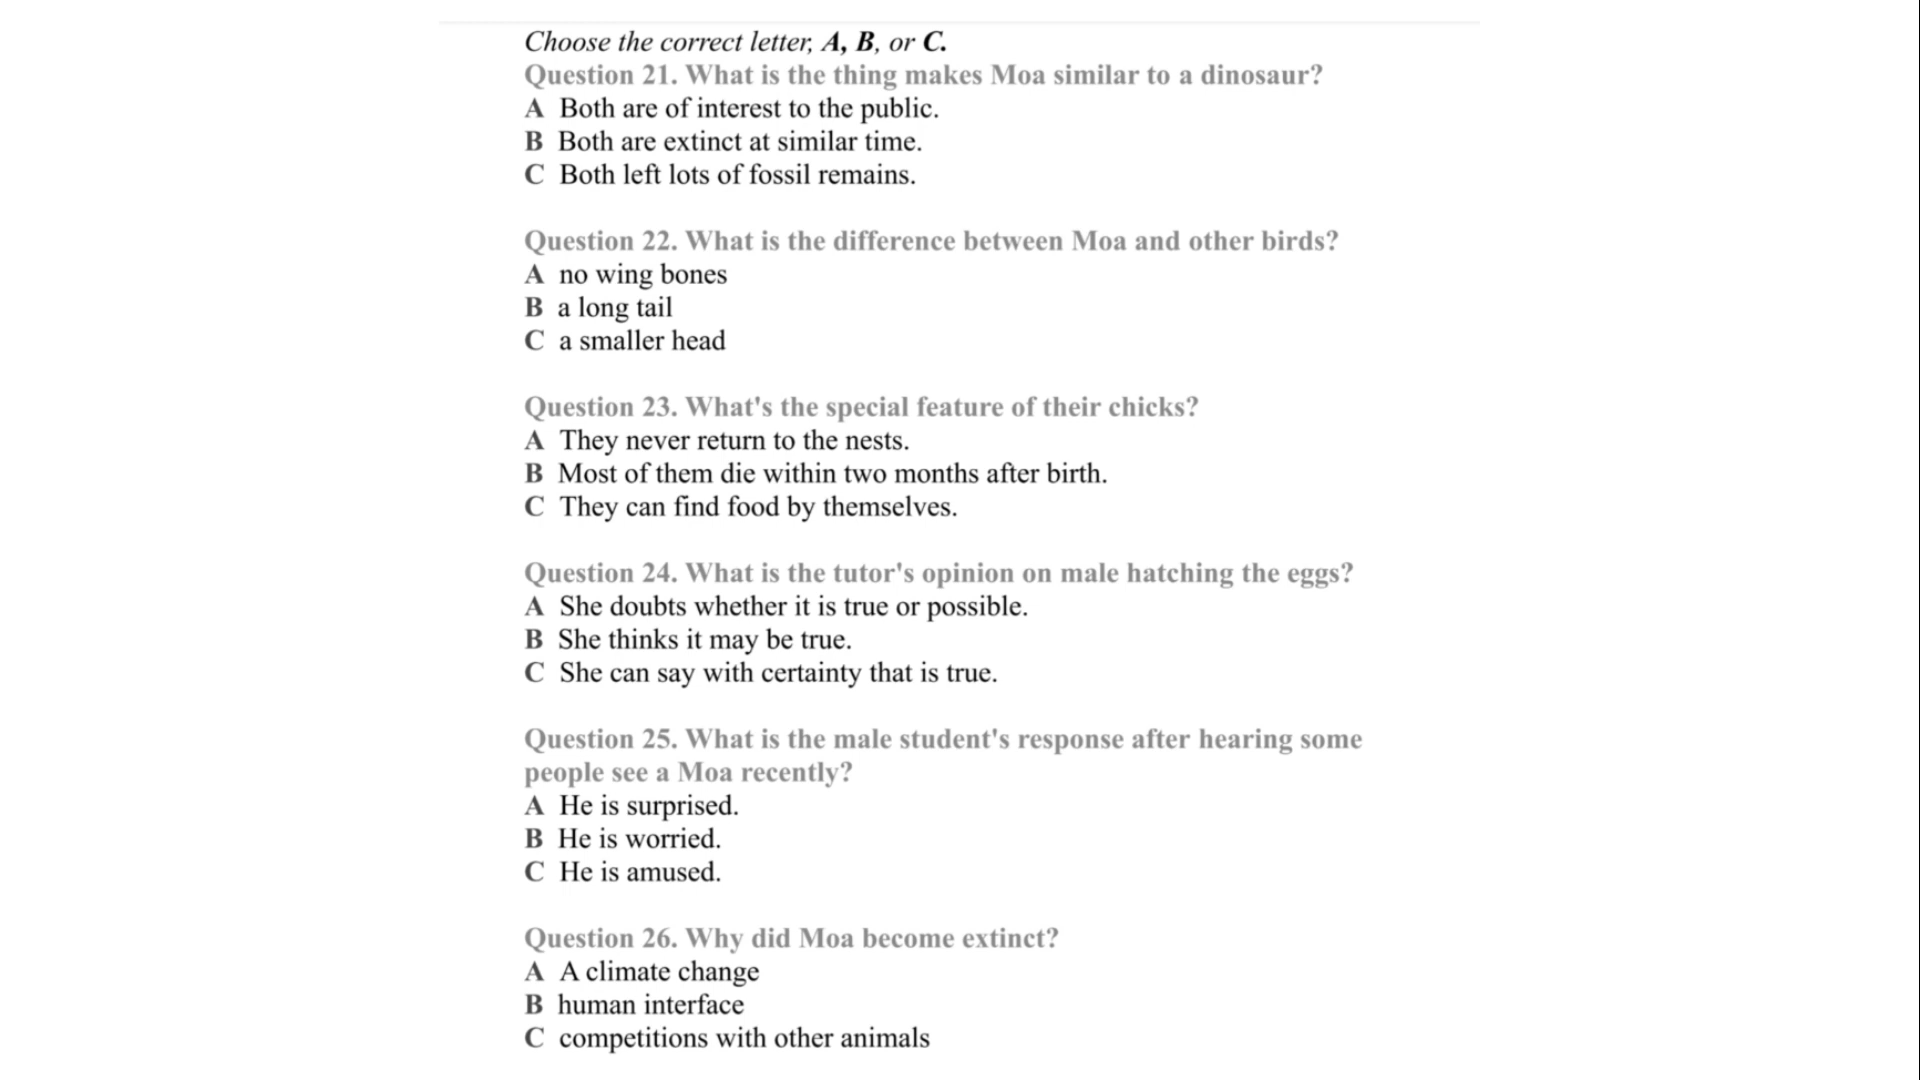 Choose the correct letter, A, B, or C.
Question 21. What is the thing makes Moa similar to a dinosaur?
A Both are of interest to the public.
B Both are extinct at similar time.
C Both left lots of fossil remains.
Question 22. What is the difference between Moa and other birds?
A no wing bones
B a long tail
C a smaller head
Question 23. What's the special feature of their chicks?
A They never return to the nests.
B Most of them die within two months after birth.
C They can find food by themselves.
Question 24. What is the tutor's opinion on male hatching the eggs?
A She doubts whether it is true or possible.
B She thinks it may be true.
C She can say with certainty that is true.
Question 25. What is the male student's response after hearing some
people see a Moa recently?
A He is surprised.
B He is worried.
C He is amused.
Question 26. Why did Moa become extinct?
A A climate change
B human interface
C competitions with other animals